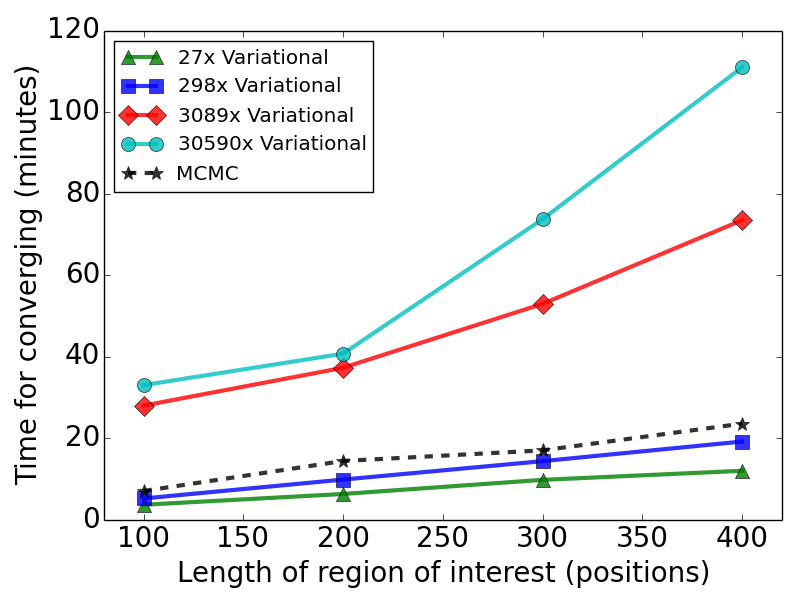 120
100
80
60
40
20
0
Time for converging (minutes)
27x Variational
298x Variational
3089x Variational
30590x Variational
MCMC
100 150 200 250 300 350 400
Length of region of interest (positions)